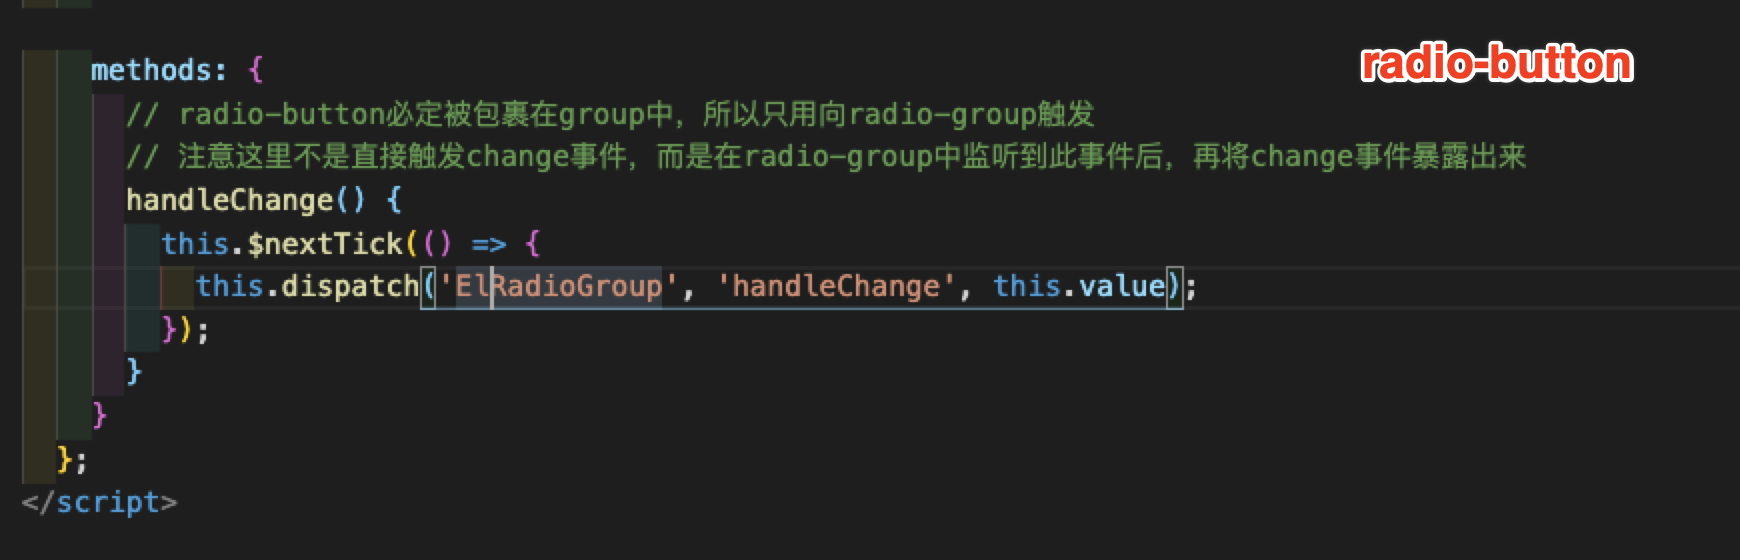 radio-button
methods: {
// radio-button必定被包裹在group中，所以只用向radio-group触发
// 注意这里不是直接触发change事件，而是在radio-group中监听到此事件后，再将change事件暴露出来
handleChange() {
this.$nextTick(() => {
this.dispatch('ElRadioGroup', 'handleChange', this.value);
});
}
}
};
</script>